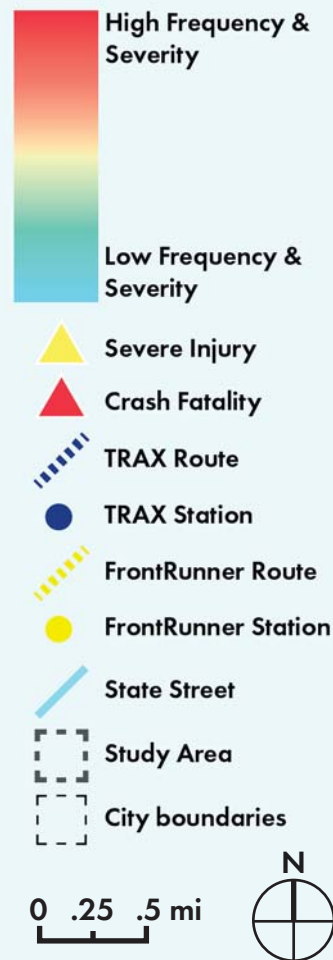 High Frequency &
Severity
Low Frequency &
Severity
Severe Injury
Crash Fatality
TRAX Route
TRAX Station
FrontRunner Route
FrontRunner Station
State Street
Study Area
City boundaries
N
0 .25 .5 mi